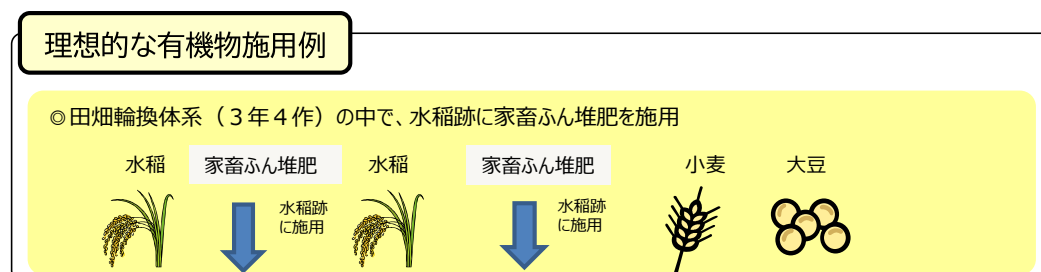 理想的な有機物施用例
◎田畑輪換体系（３年４作）の中で、水稲跡に家畜ふん堆肥を施用
水稲 家畜ふん堆肥 水稲 家畜ふん堆肥 小麦 大豆
水稲跡 水稲跡
に施用 に施用